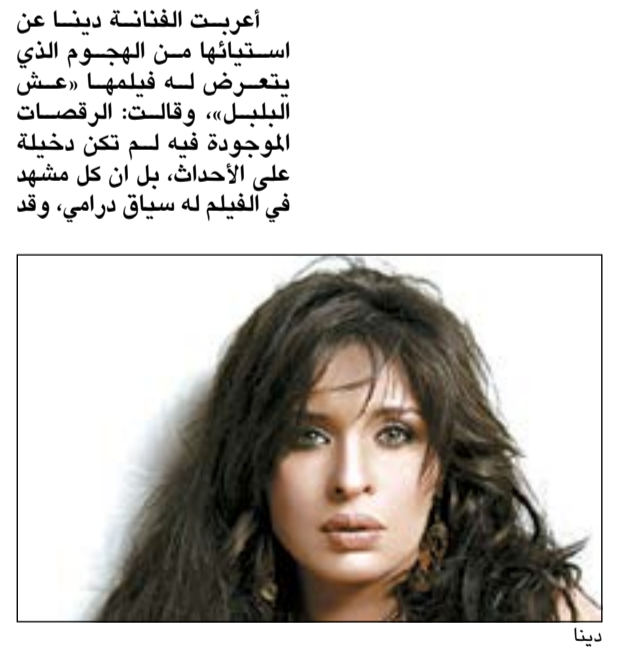 أعربت الفنانة دينا عن
استيائها من الهجوم الذي
يتعرض له فيلمها «عش
البلبل»، وقالت: الرقصات
الموجودة فيه لم تكن دخيلة
على الأحداث، بل ان كل مشهد
في الفيلم له سياق درامي، وقد
دينا